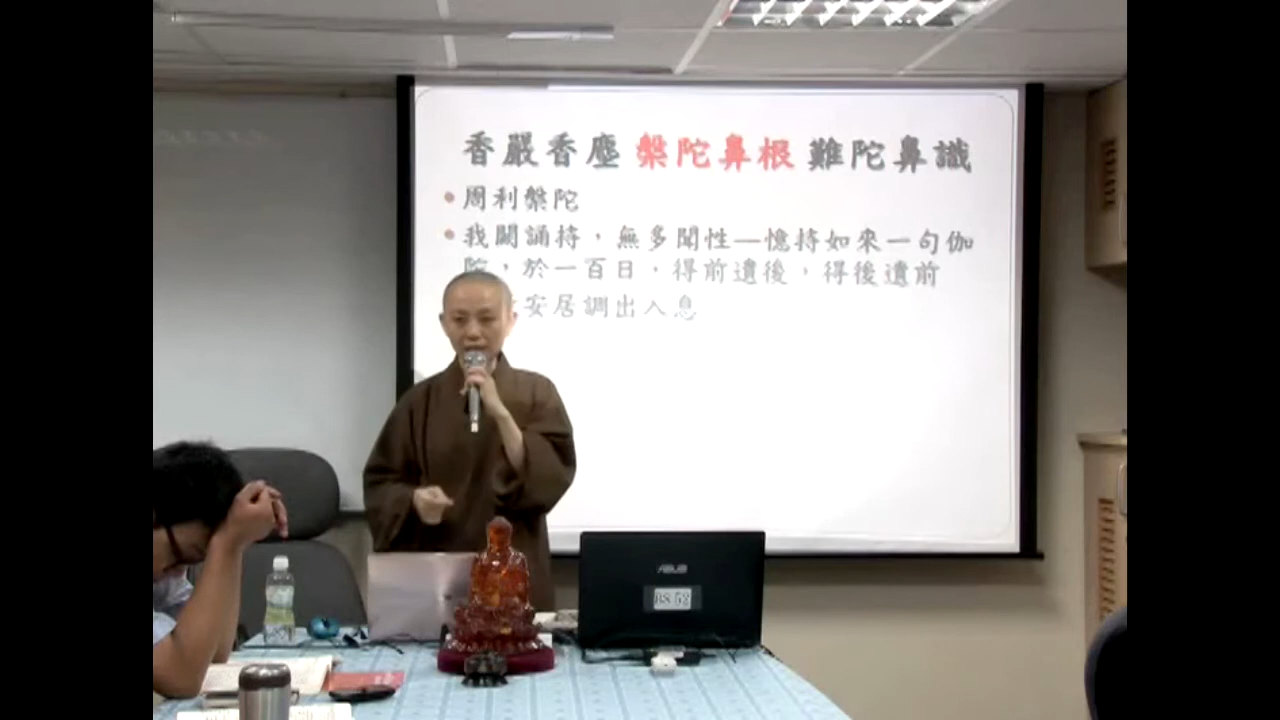 香嚴香塵 槃陀鼻根 難陀鼻識
周利槃陀
我闕誦持，無多聞性—憶持如來一句伽
陀，於一百日，得前遺後，得後遺前
安居調出入息
ASUS